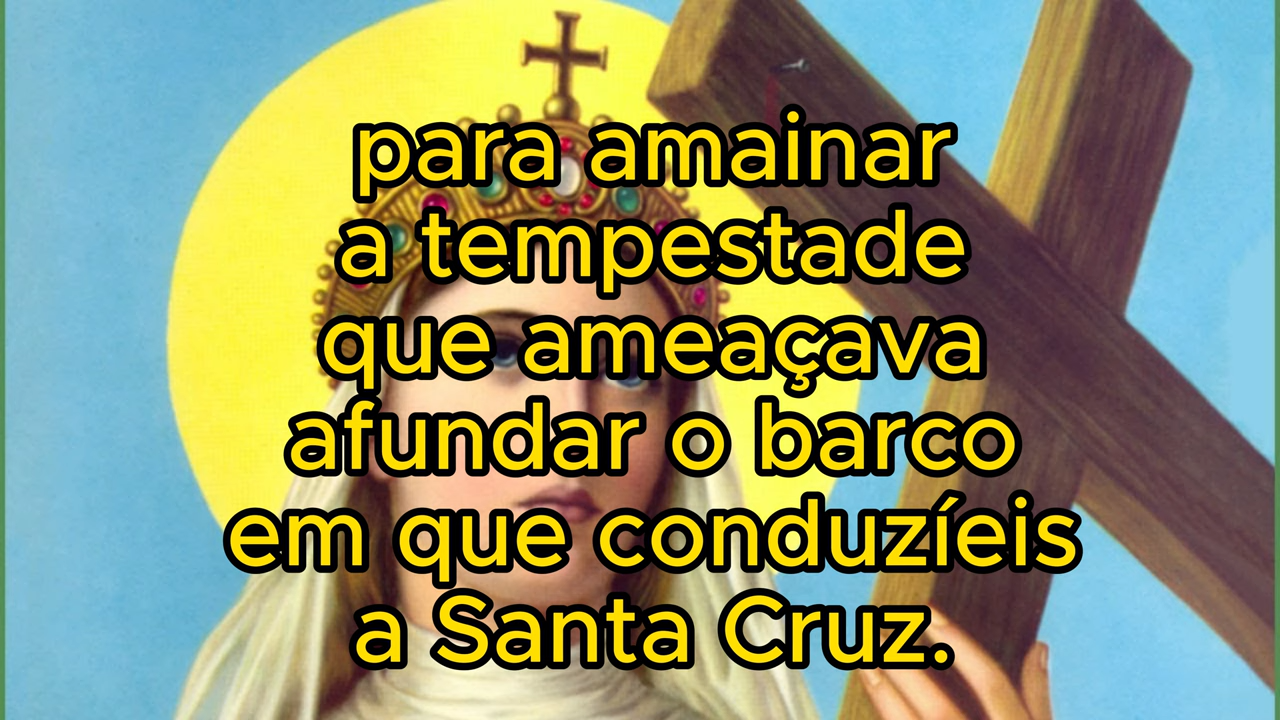 para amainar
a tempestade
que ameaçava
afundar o barco
em que conduzíeis
a Santa Cruz.